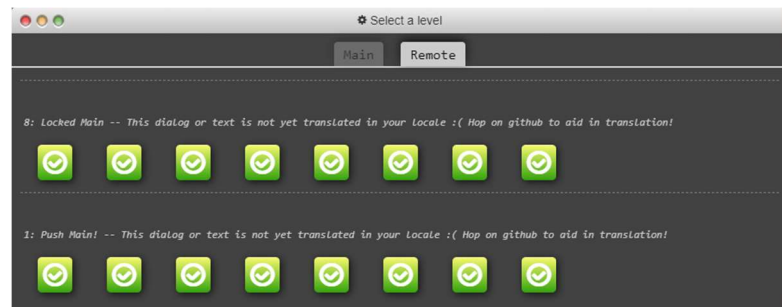 Select a level
Main Remote
8: Locked Main -- This dialog or text is not yet translated in your locale :( Hop on github to aid in translation!
1: Push Main! -- This dialog or text is not yet translated in your locale :( Hop on github to aid in translation!